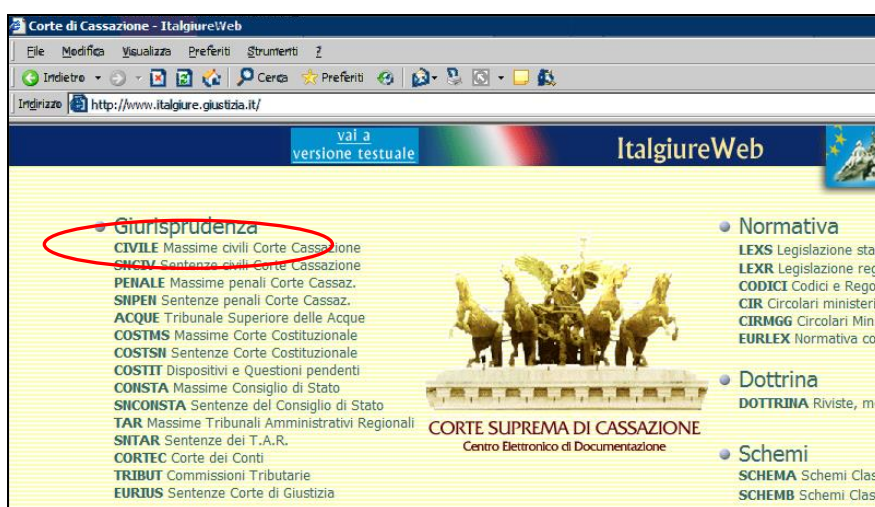 Corte di Cassazione - ItalgiureWeb
File Modifica Visualizza Preferiti Strumenti ?
Indietro Cerca Preferiti
Indirizzo http://www.italgiure.giustizia.it/
vai a
versione testuale
ItalgiureWeb
Giurisprudenza
CIVILE Massime civili Corte Cassazione
SNCIV Sentenze civili Corte Cassazione
PENALE Massime penali Corte Cassaz.
SNPEN Sentenze penali Corte Cassaz.
ACQUE Tribunale Superiore delle Acque
COSTMS Massime Corte Costituzionale
COSTSN Sentenze Corte Costituzionale
COSTIT Dispositivi e Questioni pendenti
CONSTA Massime Consiglio di Stato
SNCONSTA Sentenze del Consiglio di Stato
TAR Massime Tribunali Amministrativi Regionali
SNTAR Sentenze dei T.A.R.
CORTEC Corte dei Conti
TRIBUT Commissioni Tributarie
EURIUS Sentenze Corte di Giustizia
CORTE SUPREMA DI CASSAZIONE
Centro Elettronico di Documentazione
Normativa
LEXS Legislazione sta
LEXR Legislazione reg
CODICI Codici e Rego
CIR Circolari ministeri
CIRMGG Circolari Min
EURLEX Normativa co
Dottrina
DOTTRINA Riviste, m
Schemi
SCHEMA Schemi Clas
SCHEMB Schemi Clas